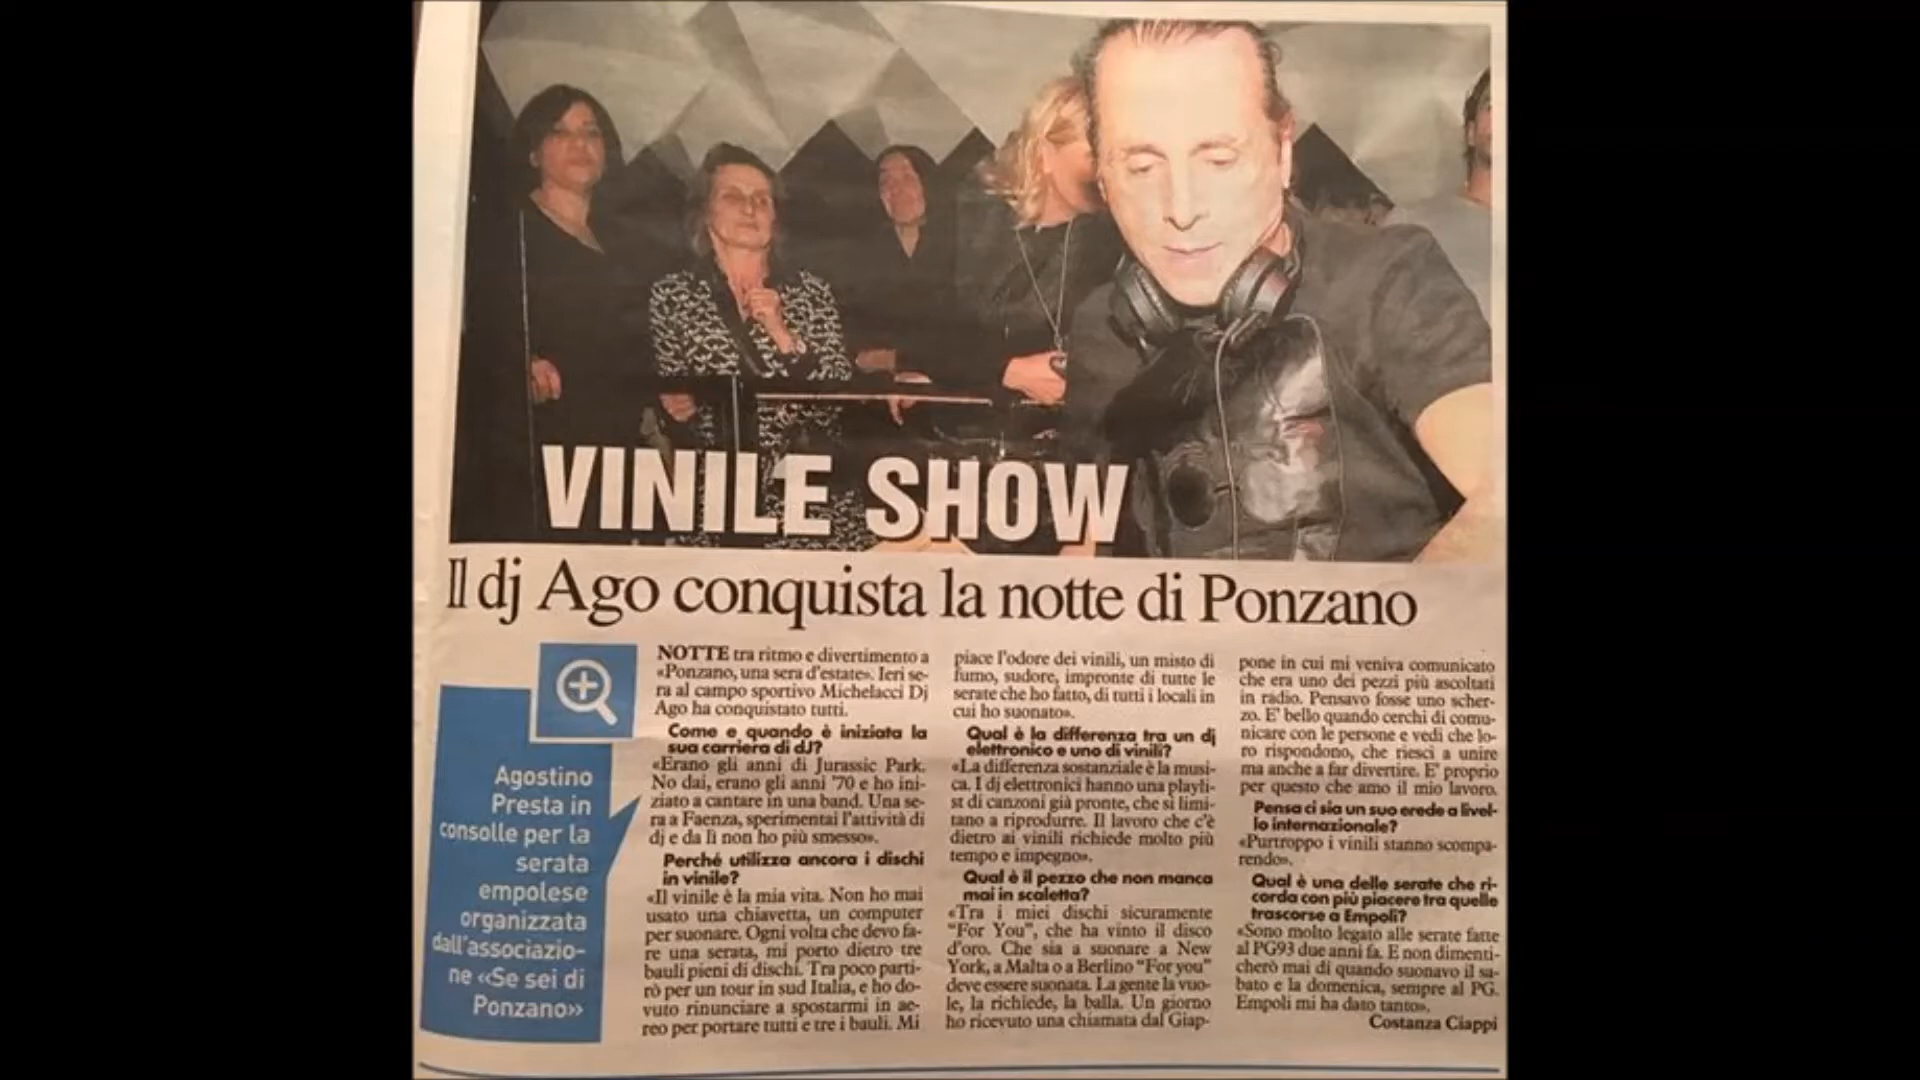 VINILE SHOW
Il dj Ago conquista la notte di Ponzano
Agostino
Presta in
consolle per la
serata
empolese
organizzata
dall'associazio-
ne «Se sei di
Ponzano»
NOTTE tra ritmo e divertimento a
«Ponzano, una sera d'estate». Ieri se-
ra al campo sportivo Michelacci Dj
Ago ha conquistato tutti.
Come e quando è iniziata la
sua carriera di dJ?
«Erano gli anni di Jurassic Park.
No dai, erano gli anni '70 e ho ini-
ziato a cantare in una band. Una se-
ra a Faenza, sperimentai l'attività di
dj e da lì non ho più smesso».
Perché utilizza ancora i dischi
in vinile?
«Il vinile è la mia vita. Non ho mai
usato una chiavetta, un computer
per suonare. Ogni volta che devo fa-
re una serata, mi porto dietro tre
bauli pieni di dischi. Tra poco parti-
rò per un tour in sud Italia, e ho do-
vuto rinunciare a spostarmi in ae-
reo per portare tutti e tre i bauli. Mi
piace l'odore dei vinili, un misto di
fumo, sudore, impronte di tutte le
serate che ho fatto, di tutti i locali in
cui ho suonato».
Qual è la differenza tra un dj
elettronico e uno di vinili?
«La differenza sostanziale è la musi-
ca. I dj elettronici hanno una playli-
st di canzoni già pronte, che si limi-
tano a riprodurre. Il lavoro che c'è
dietro ai vinili richiede molto più
tempo e impegno».
Qual è il pezzo che non manca
mai in scaletta?
«Tra i miei dischi sicuramente
"For You", che ha vinto il disco
d'oro. Che sia a suonare a New
York, a Malta o a Berlino "For you"
deve essere suonata. La gente la vuo-
le, la richiede, la balla. Un giorno
ho ricevuto una chiamata dal Giap-
pone in cui mi veniva comunicato
che era uno dei pezzi più ascoltati
in radio. Pensavo fosse uno scher-
zo. E' bello quando cerchi di comu-
nicare con le persone e vedi che lo-
ro rispondono, che riesci a unire
ma anche a far divertire. E' proprio
per questo che amo il mio lavoro.
Pensa ci sia un suo erede a livel-
lo internazionale?
«Purtroppo i vinili stanno scompa-
rendo».
Qual è una delle serate che ri-
corda con più piacere tra quelle
trascorse a Empoli?
«Sono molto legato alle serate fatte
al PG93 due anni fa. E non dimenti-
cherò mai di quando suonavo il sa-
bato e la domenica, sempre al PG.
Empoli mi ha dato tanto».
Costanza Ciappi